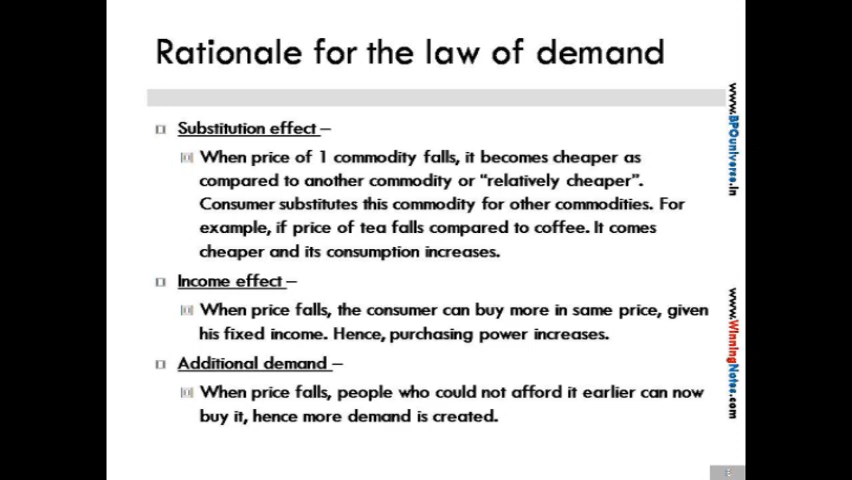 Rationale for the law of demand
Substitution effect –
When price of 1 commodity falls, it becomes cheaper as
compared to another commodity or “relatively cheaper”.
Consumer substitutes this commodity for other commodities. For
example, if price of tea falls compared to coffee. It comes
cheaper and its consumption increases.
Income effect –
When price falls, the consumer can buy more in same price, given
his fixed income. Hence, purchasing power increases.
Additional demand –
When price falls, people who could not afford it earlier can now
buy it, hence more demand is created.
www.BPOuniverse.in
www.WinningNotes.com